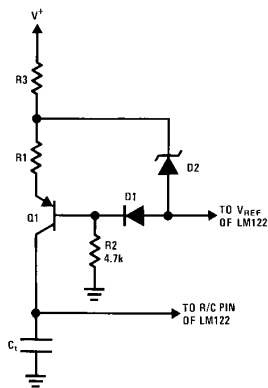 V+
R3
R1
D2
D1
Q1
TO VREF
OF LM122
R2
4.7k
TO R/C PIN
OF LM122
Ct